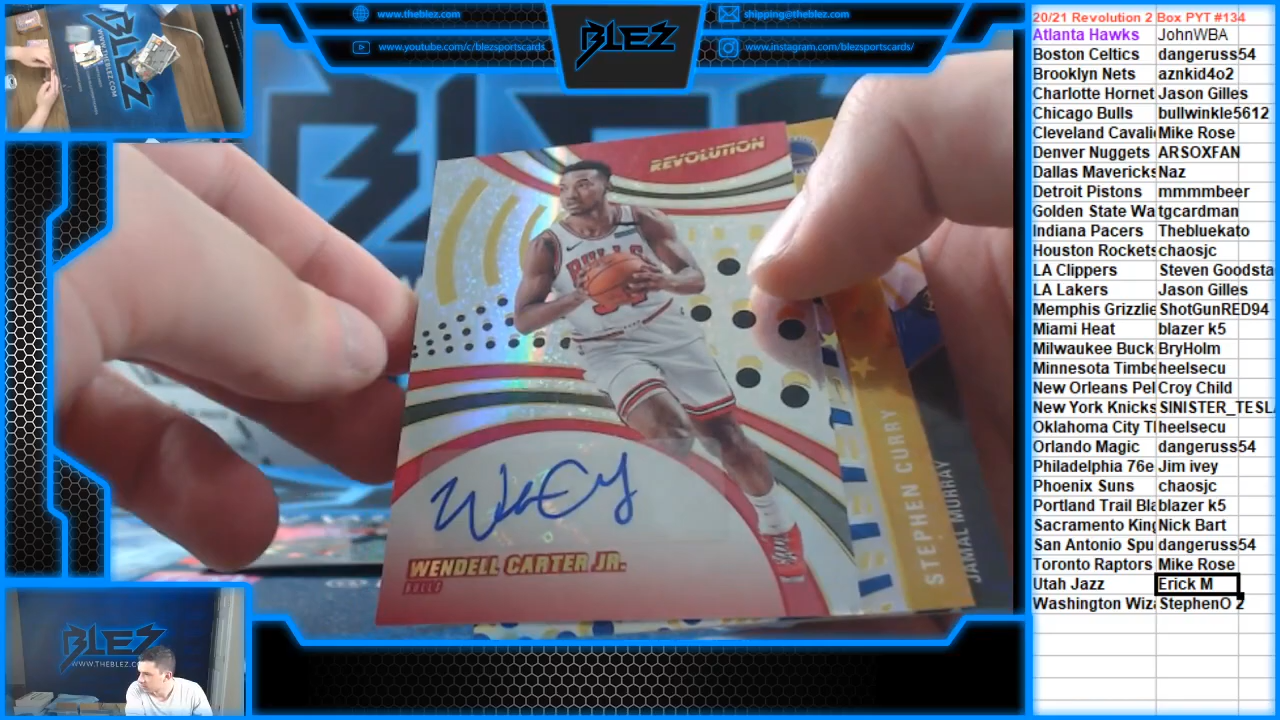 www.theblez.com
shipping@theblez.com
www.youtube.com/c/blezsportscards
www.instagram.com/blezsportscards/
BLEZ
REVOLUTION
BULLS
WENDELL CARTER JR.
BULLS
STEPHEN CURRY
JAMAL MURRAY
BLEZ
WWW.THEBLEZ.COM
20/21 Revolution 2 Box PYT #134
Atlanta Hawks JohnWBA
Boston Celtics dangeruss54
Brooklyn Nets aznkid4o2
Charlotte Hornet Jason Gilles
Chicago Bulls bullwinkle5612
Cleveland Cavali Mike Rose
Denver Nuggets ARSOXFAN
Dallas Mavericks Naz
Detroit Pistons mmmmbeer
Golden State Wa tgcardman
Indiana Pacers Thebluekato
Houston Rockets chaosjc
LA Clippers Steven Goodsta
LA Lakers Jason Gilles
Memphis Grizzlie ShotGunRED94
Miami Heat blazer k5
Milwaukee Buck BryHolm
Minnesota Timbe heelsecu
New Orleans Pel Croy Child
New York Knicks SINISTER_TESL
Oklahoma City T heelsecu
Orlando Magic dangeruss54
Philadelphia 76e Jim ivey
Phoenix Suns chaosjc
Portland Trail Bla blazer k5
Sacramento King Nick Bart
San Antonio Spu dangeruss54
Toronto Raptors Mike Rose
Utah Jazz Erick M
Washington Wiza StephenO 2